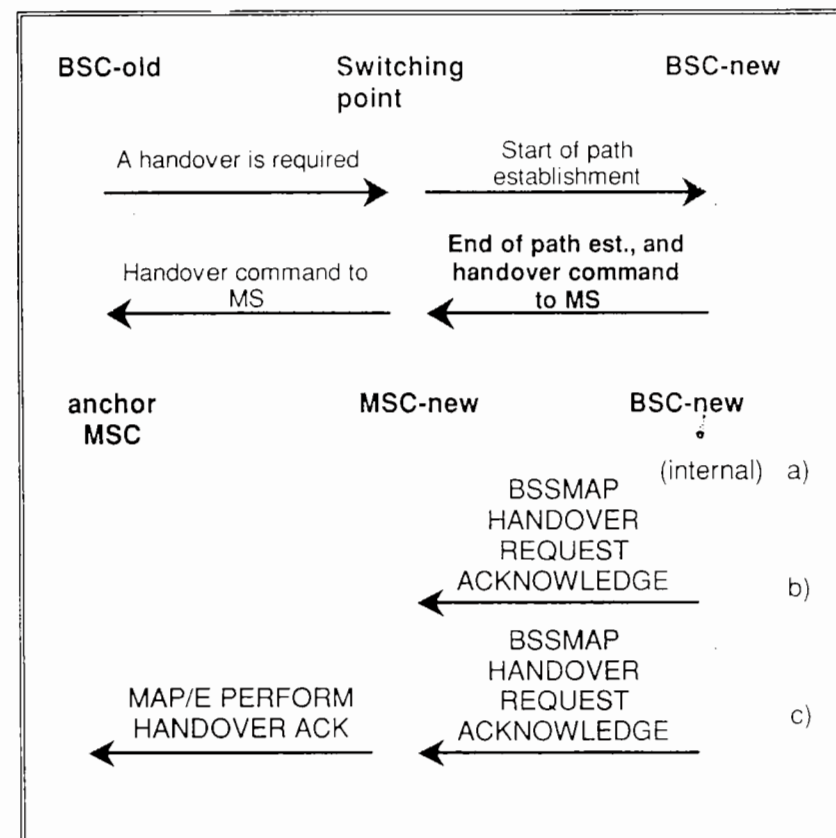 BSC-old Switching point BSC-new
A handover is required
Start of path
establishment
Handover command to
MS
End of path est., and
handover command
to MS
anchor
MSC
MSC-new
BSC-new
(internal) a)
BSSMAP
HANDOVER
REQUEST
ACKNOWLEDGE
b)
MAP/E PERFORM
HANDOVER ACK
BSSMAP
HANDOVER
REQUEST
ACKNOWLEDGE
c)